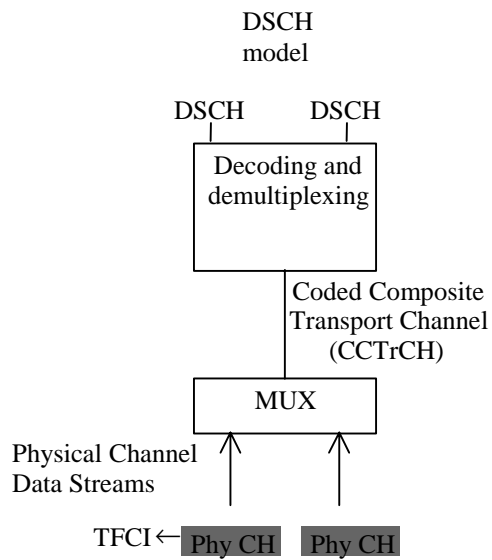 DSCH
model
DSCH DSCH
Decoding and
demultiplexing
Coded Composite
Transport Channel
(CCTrCH)
MUX
Physical Channel
Data Streams
TFCI Phy CH Phy CH